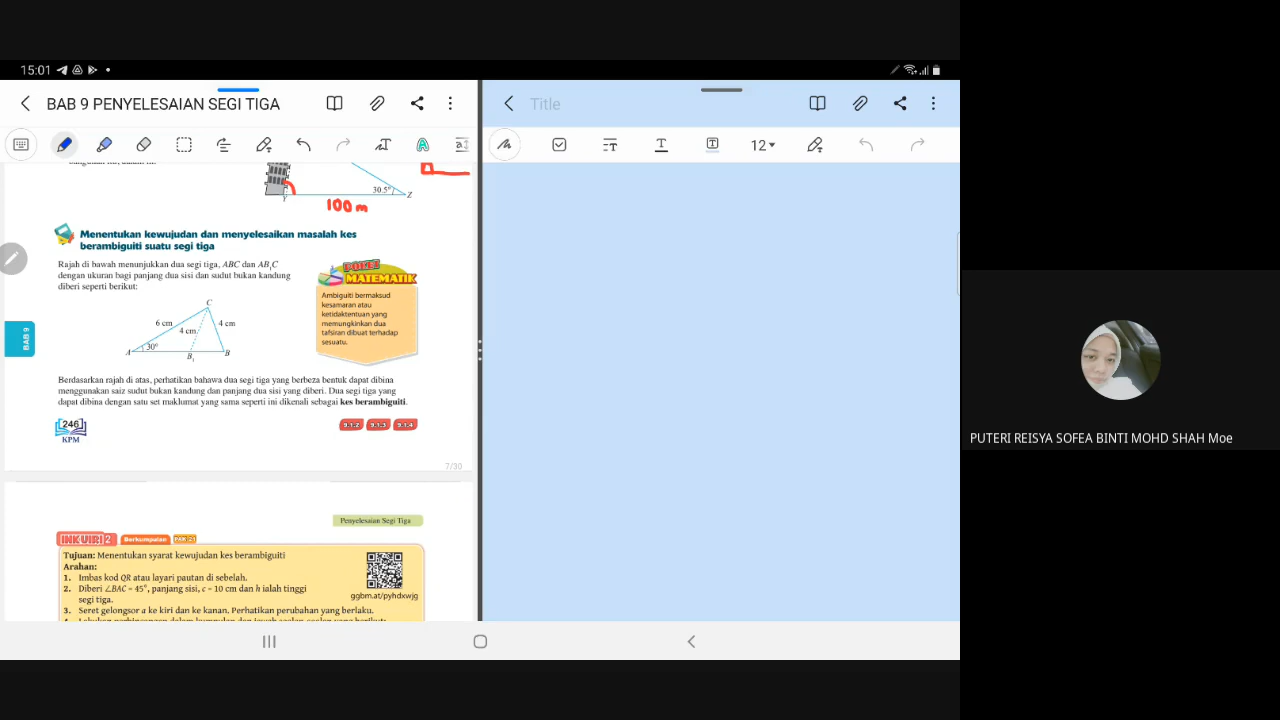 15:01
BAB 9 PENYELESAIAN SEGI TIGA
Title
12
30.5°
Y
Z
100 m
Menentukan kewujudan dan menyelesaikan masalah kes
berambiguiti suatu segi tiga
Rajah di bawah menunjukkan dua segi tiga, ABC dan AB₁C
dengan ukuran bagi panjang dua sisi dan sudut bukan kandung
diberi seperti berikut:
POKET
MATEMATIK
Ambiguiti bermaksud
kesamaran atau
ketidaktentuan yang
memungkinkan dua
tafsiran dibuat terhadap
sesuatu.
C
6 cm
4 cm
4 cm
30°
A
B₁
B
BAB 9
Berdasarkan rajah di atas, perhatikan bahawa dua segi tiga yang berbeza bentuk dapat dibina
menggunakan saiz sudut bukan kandung dan panjang dua sisi yang diberi. Dua segi tiga yang
dapat dibina dengan satu set maklumat yang sama seperti ini dikenali sebagai kes berambiguiti.
246
KPM
9.1.2 9.1.3 9.1.4
7/30
Penyelesaian Segi Tiga
INKUIRI 2 Berkumpulan PAK-21
Tujuan: Menentukan syarat kewujudan kes berambiguiti
Arahan:
1. Imbas kod QR atau layari pautan di sebelah.
2. Diberi ∠BAC = 45°, panjang sisi, c = 10 cm dan h ialah tinggi
segi tiga.
ggbm.at/pyhdxwjg
3. Seret gelongsor a ke kiri dan ke kanan. Perhatikan perubahan yang berlaku.
PUTERI REISYA SOFEA BINTI MOHD SHAH Moe